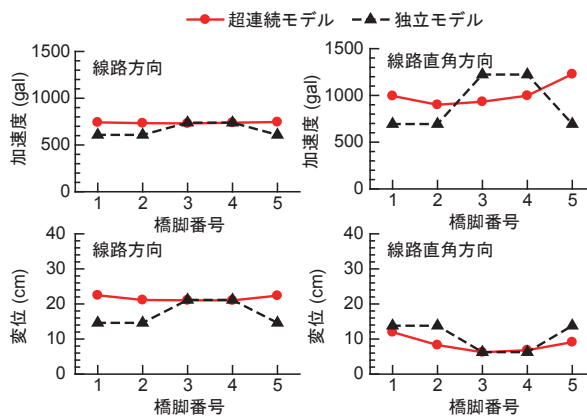 超連続モデル 独立モデル
線路方向
加速度 (gal)
1500
1000
500
0
1 2 3 4 5
橋脚番号
線路直角方向
加速度 (gal)
1500
1000
500
0
1 2 3 4 5
橋脚番号
線路方向
変位 (cm)
40
30
20
10
0
1 2 3 4 5
橋脚番号
線路直角方向
変位 (cm)
40
30
20
10
0
1 2 3 4 5
橋脚番号